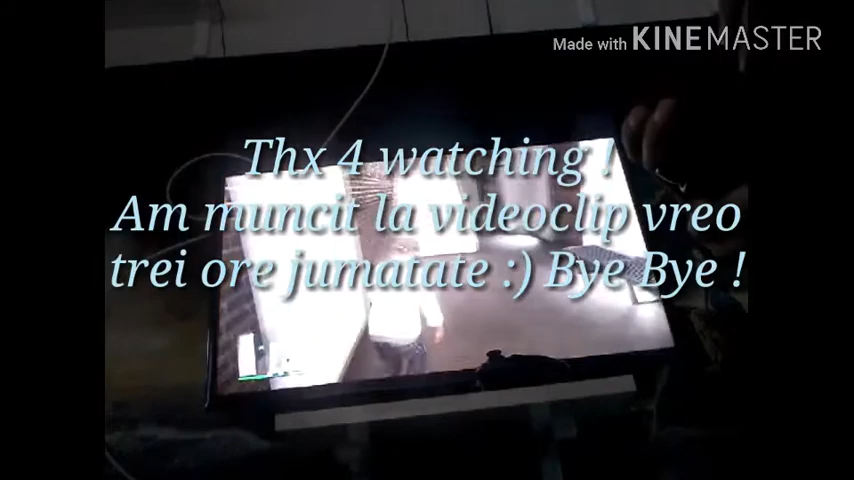 Made with KINEMASTER
Thx 4 watching !
Am muncit la videoclip vreo
trei ore jumatate :) Bye Bye !